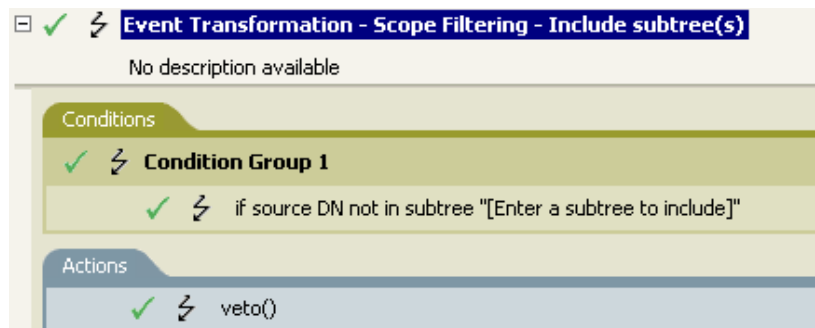 Event Transformation - Scope Filtering - Include subtree(s)
No description available
Conditions
Condition Group 1
if source DN not in subtree "[Enter a subtree to include]"
Actions
veto()